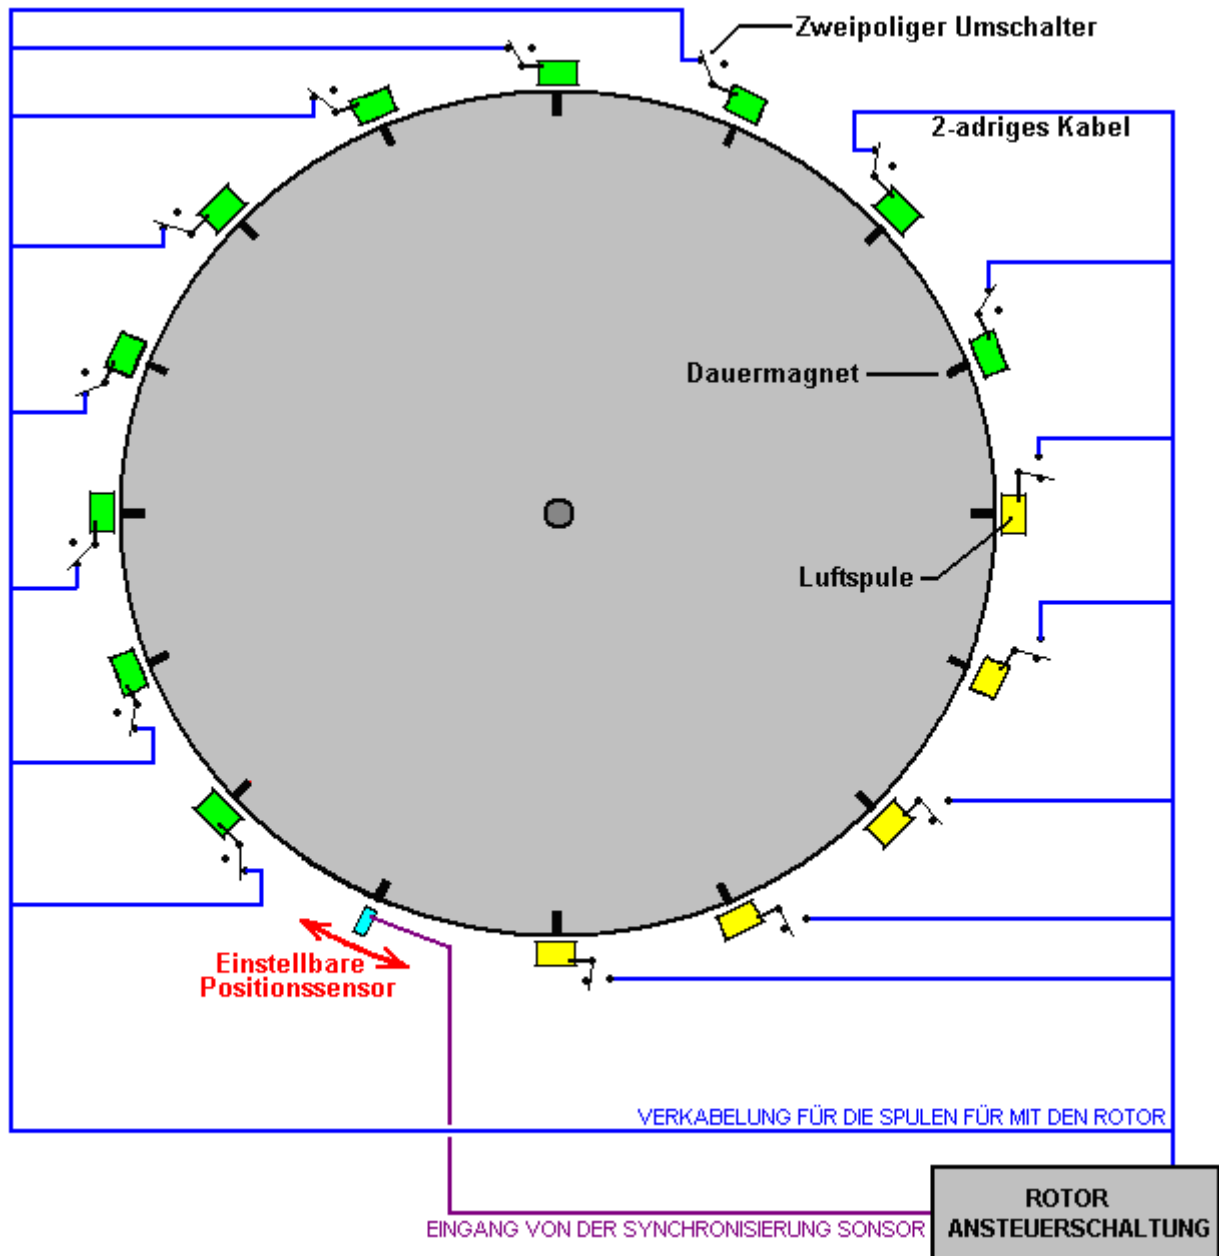 Zweipoliger Umschalter
2-adriges Kabel
Dauermagnet
Luftspule
Einstellbare
Positionssensor
VERKABELUNG FÜR DIE SPULEN FÜR MIT DEN ROTOR
ROTOR
ANSTEUERSCHALTUNG
EINGANG VON DER SYNCHRONISIERUNG SONSOR